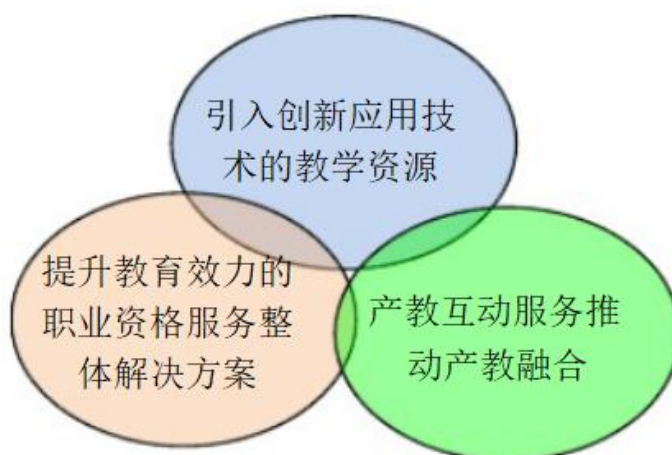 引入创新应用技
术的教学资源
提升教育效力的
职业资格服务整
体解决方案
产教互动服务推
动产教融合